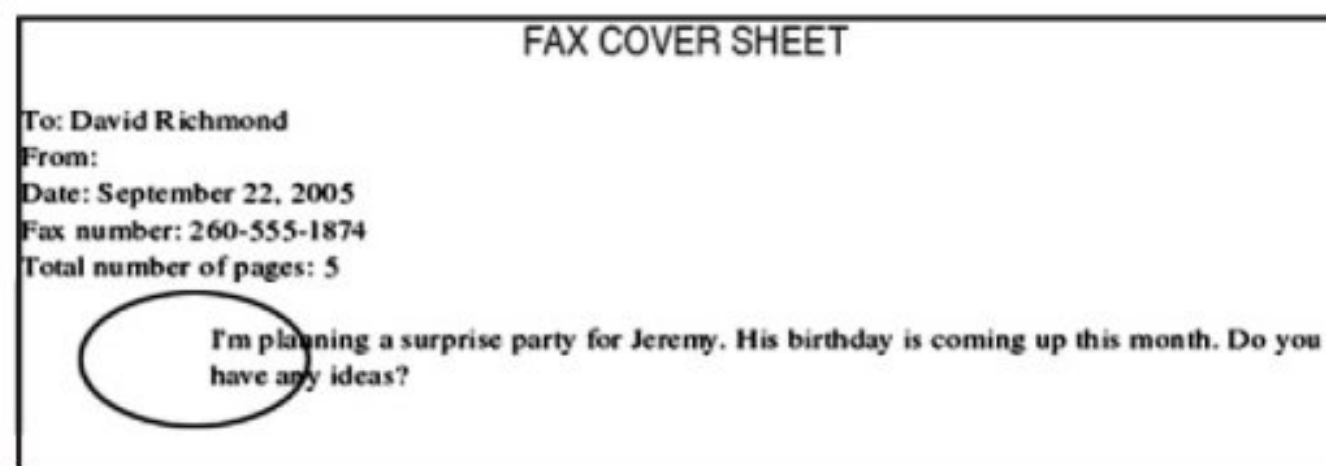 FAX COVER SHEET
To: David Richmond
From:
Date: September 22, 2005
Fax number: 260-555-1874
Total number of pages: 5
I'm planning a surprise party for Jeremy. His birthday is coming up this month. Do you
have any ideas?